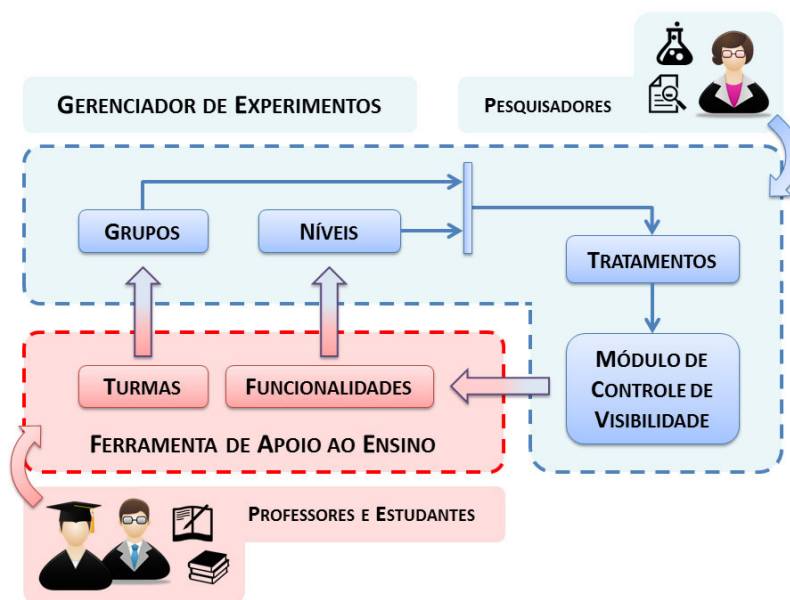 GERENCIADOR DE EXPERIMENTOS
PESQUISADORES
GRUPOS
NÍVEIS
TRATAMENTOS
MÓDULO DE
CONTROLE DE
VISIBILIDADE
TURMAS
FUNCIONALIDADES
FERRAMENTA DE APOIO AO ENSINO
PROFESSORES E ESTUDANTES